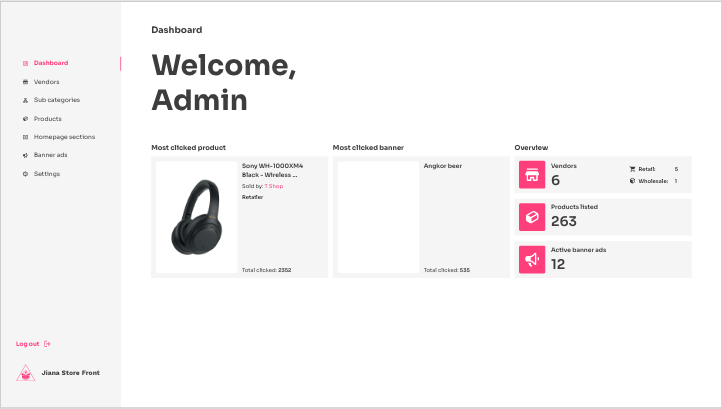 Dashboard
Vendors
Sub categories
Products
Homepage sections
Banner ads
Settings
Log out
Jiana Store Front
Dashboard
Welcome,
Admin
Most clicked product
Sony WH-1000XM4
Black - Wireless ...
Sold by: T Shop
Retailer
Total clicked: 2352
Most clicked banner
Angkor beer
Total clicked: 535
Overview
Vendors
6
Retail: 5
Wholesale: 1
Products listed
263
Active banner ads
12